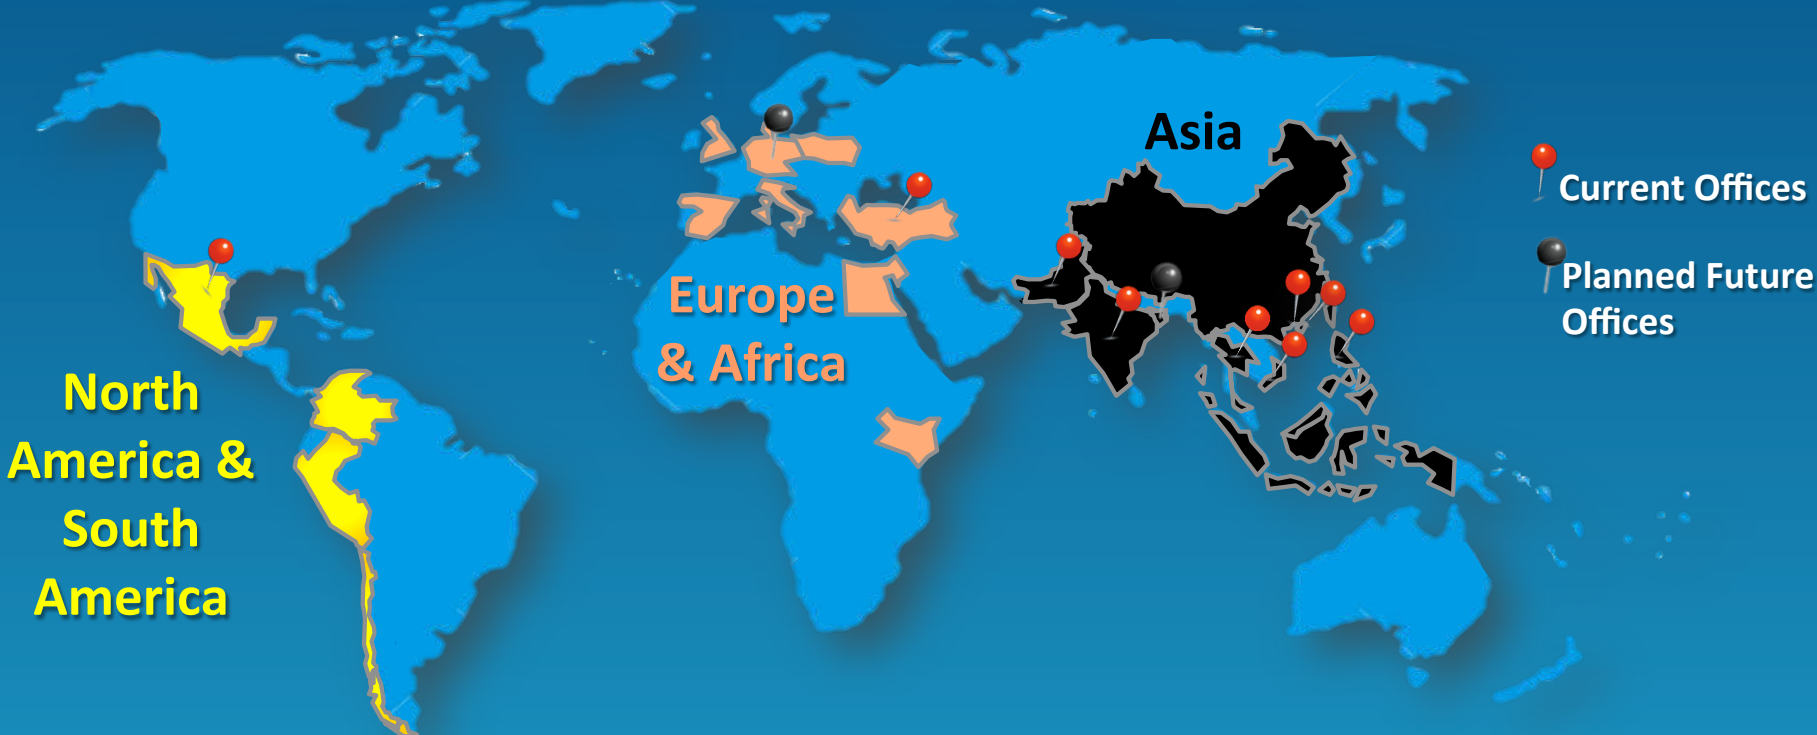 Asia
Current Offices
Planned Future
Offices
Europe
& Africa
North
America &
South
America